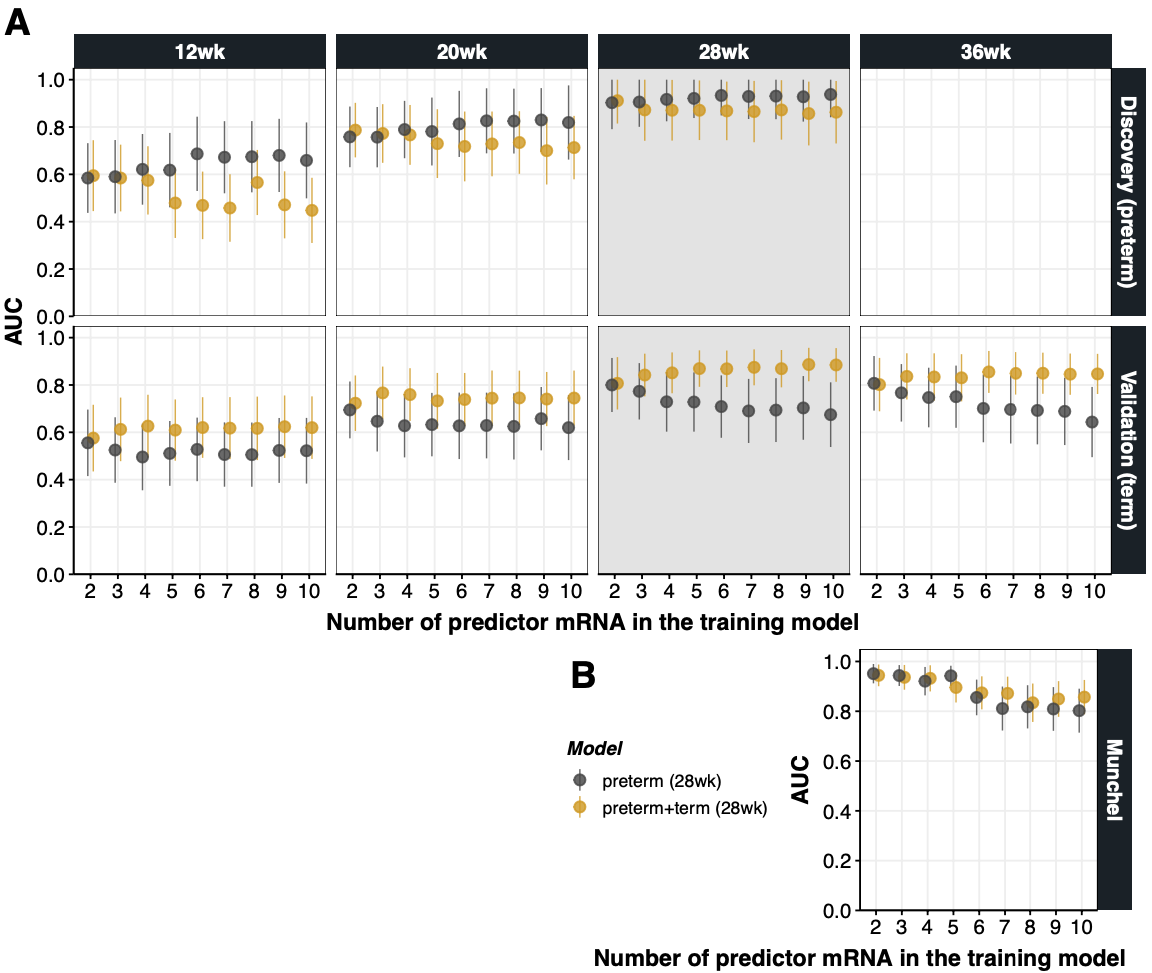 A
12wk 20wk 28wk 36wk
1.0
0.8
0.6
0.4
0.2
0.0
Discovery (preterm)
AUC
1.0
0.8
0.6
0.4
0.2
0.0
Validation (term)
2 3 4 5 6 7 8 9 10 2 3 4 5 6 7 8 9 10 2 3 4 5 6 7 8 9 10 2 3 4 5 6 7 8 9 10
Number of predictor mRNA in the training model
B
Model
preterm (28wk)
preterm+term (28wk)
AUC
1.0
0.8
0.6
0.4
0.2
0.0
Munchel
2 3 4 5 6 7 8 9 10
Number of predictor mRNA in the training model